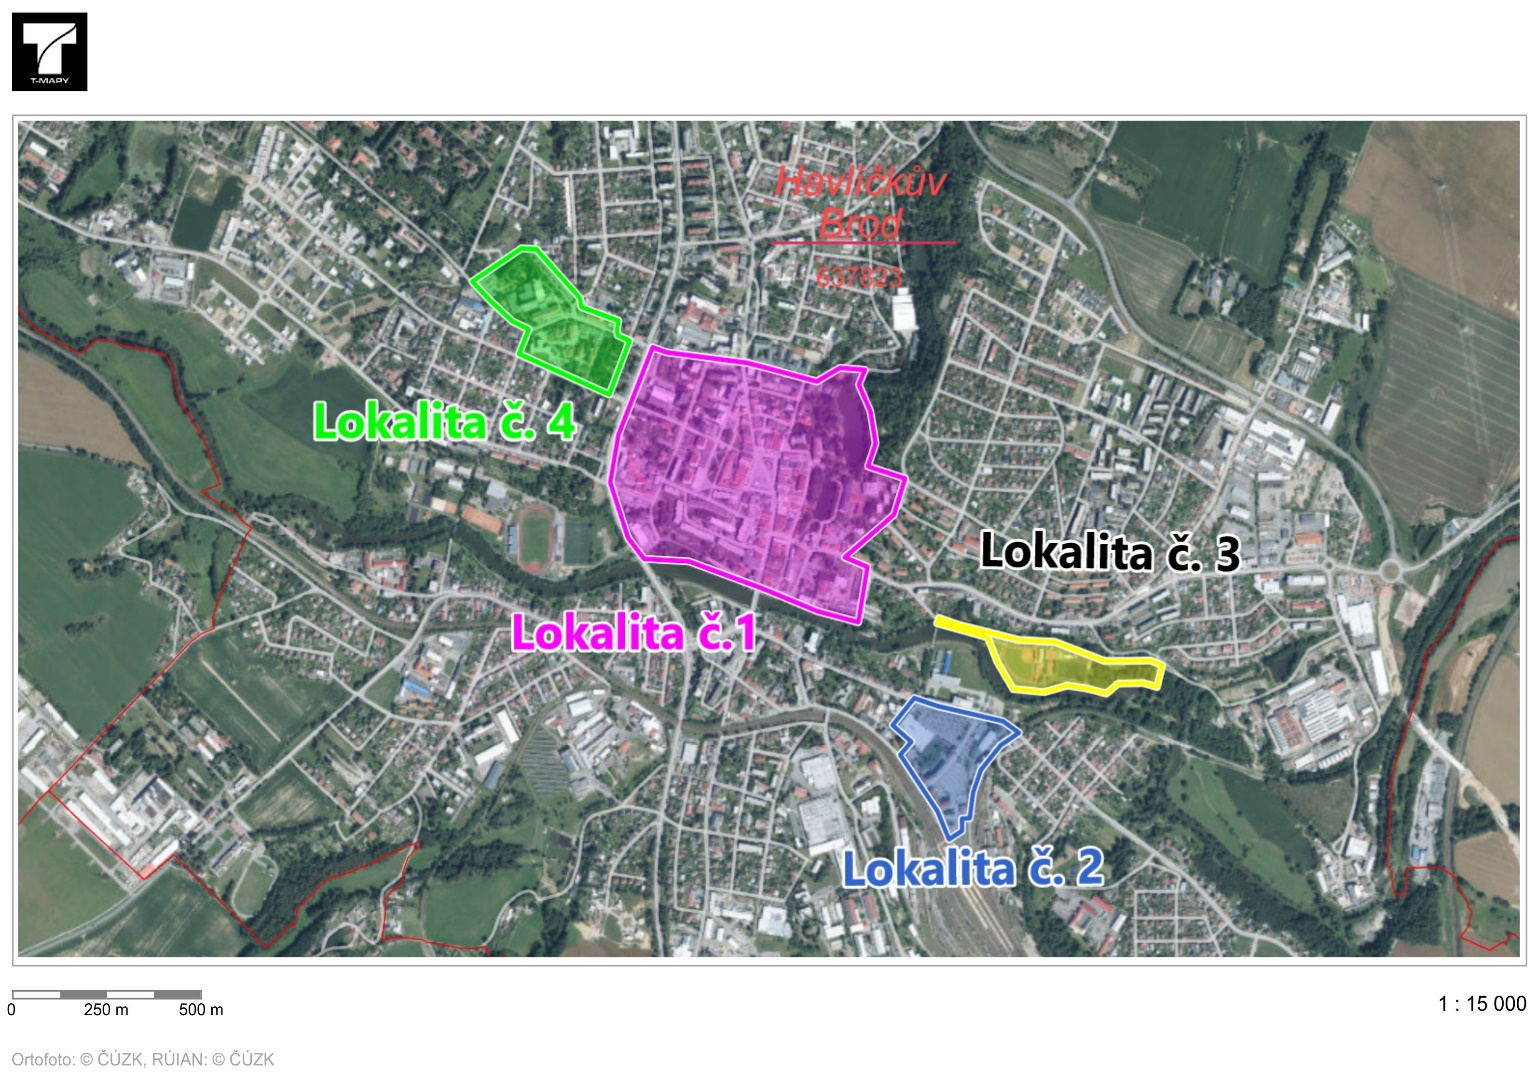 T-MAPY
Havlíčkův
Brod
637823
Lokalita č. 4
Lokalita č. 3
Lokalita č.1
Lokalita č. 2
0 250 m 500 m
1 : 15 000
Ortofoto: © ČÚZK, RÚIAN: © ČÚZK